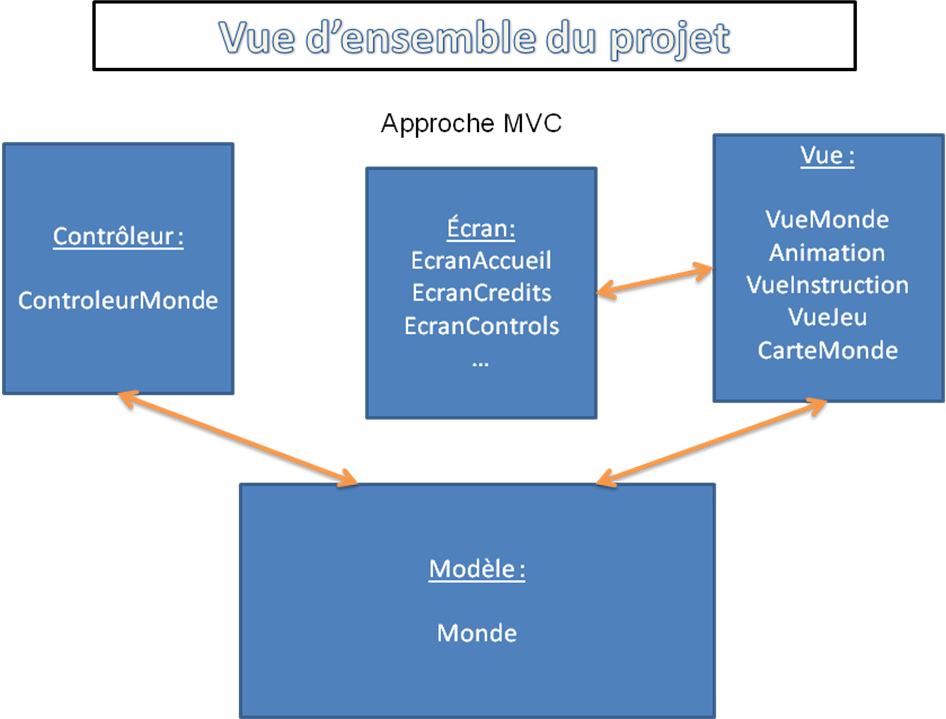 Vue d’ensemble du projet
Approche MVC
Contrôleur :
ControleurMonde
Écran:
EcranAccueil
EcranCredits
EcranControls
...
Vue :
VueMonde
Animation
VueInstruction
VueJeu
CarteMonde
Modèle :
Monde